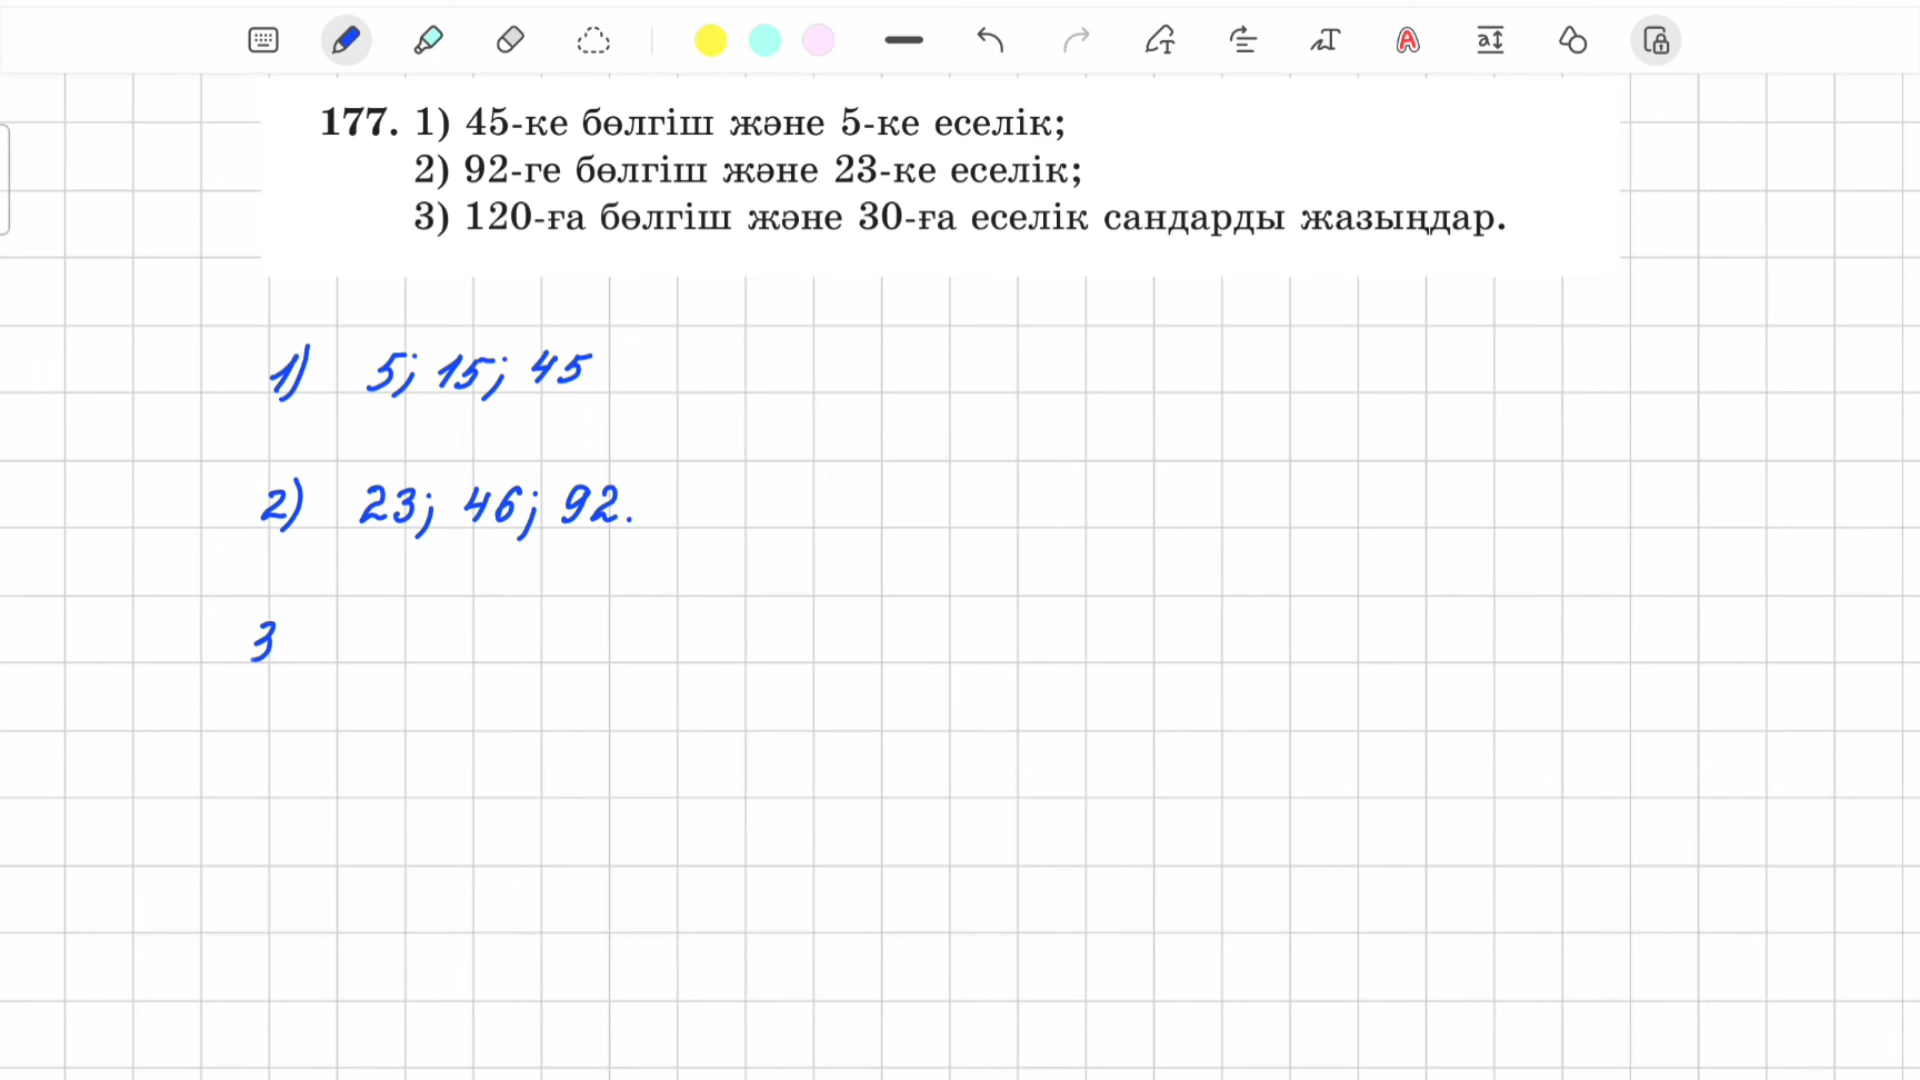 177. 1) 45-ке бөлгіш және 5-ке еселік;
2) 92-ге бөлгіш және 23-ке еселік;
3) 120-ға бөлгіш және 30-ға еселік сандарды жазыңдар.
1) 5; 15; 45
2) 23; 46; 92.
3